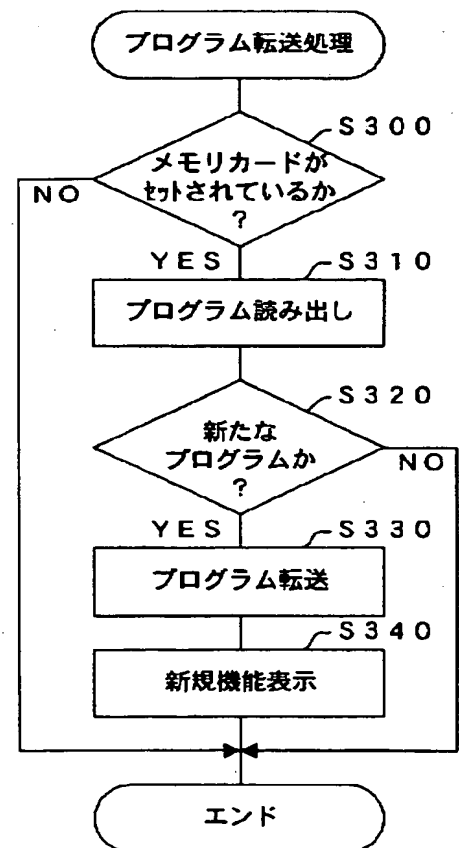 プログラム転送処理
S300
メモリカードが
ｾｯﾄされているか
?
NO
YES
S310
プログラム読み出し
S320
新たな
プログラムか
?
NO
YES
S330
プログラム転送
S340
新規機能表示
エンド